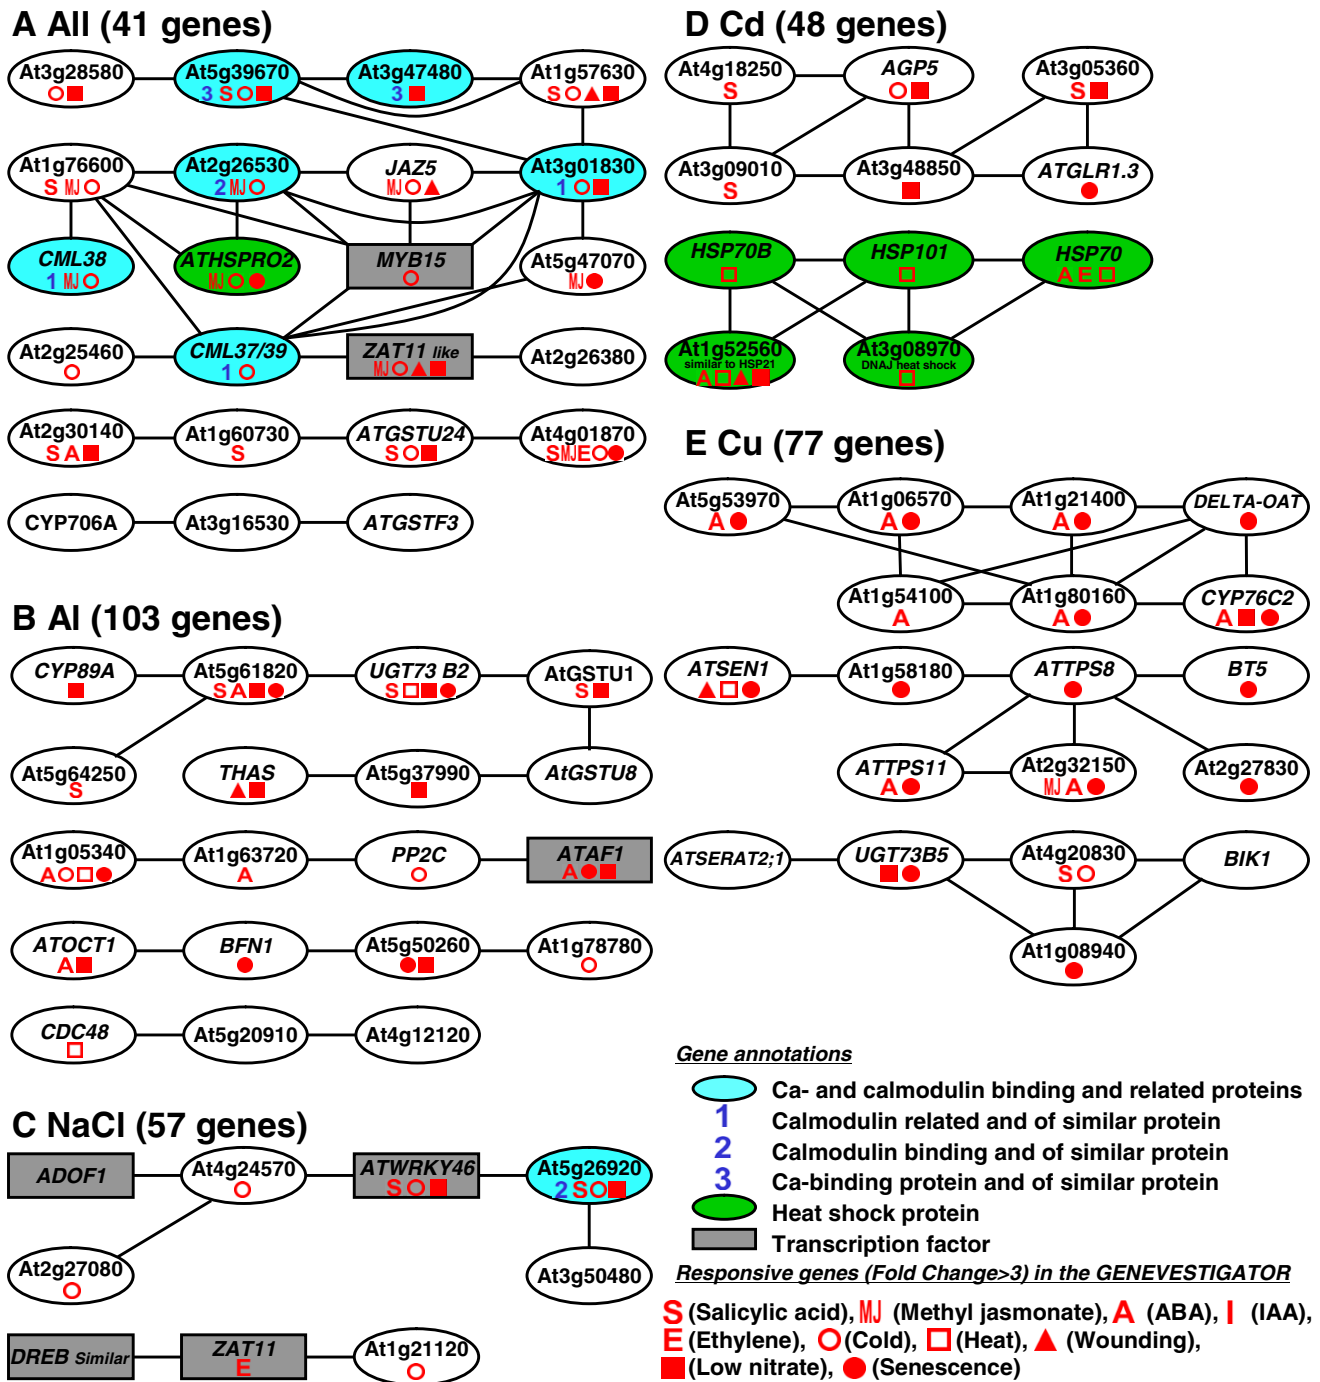 A All (41 genes)
At3g28580 At5g39670 At3g47480 At1g57630
3 S 3 S
At1g76600 At2g26530 JAZ5 At3g01830
S MJ 2 MJ MJ 1
CML38 ATHSPRO2 MYB15 At5g47070
1 MJ MJ MJ
At2g25460 CML37/39 ZAT11 like At2g26380
1 MJ
At2g30140 At1g60730 ATGSTU24 At4g01870
S A S S S MJ E
CYP706A At3g16530 ATGSTF3
B Al (103 genes)
CYP89A At5g61820 UGT73 B2 AtGSTU1
S A S S
At5g64250 THAS At5g37990 AtGSTU8
S
At1g05340 At1g63720 PP2C ATAF1
A A A
ATOCT1 BFN1 At5g50260 At1g78780
A
CDC48 At5g20910 At4g12120
C NaCl (57 genes)
ADOF1 At4g24570 ATWRKY46 At5g26920
S 2 S
At2g27080 At3g50480
DREB Similar ZAT11 At1g21120
E
D Cd (48 genes)
At4g18250 AGP5 At3g05360
S S
At3g09010 At3g48850 ATGLR1.3
S
HSP70B HSP101 HSP70
A E
At1g52560 At3g08970
similar to HSP21 DNAJ heat shock
A
E Cu (77 genes)
At5g53970 At1g06570 At1g21400 DELTA-OAT
A A A
At1g54100 At1g80160 CYP76C2
A A A
ATSEN1 At1g58180 ATTPS8 BT5
ATTPS11 At2g32150 At2g27830
A MJ A
ATSERAT2;1 UGT73B5 At4g20830 BIK1
S
At1g08940
Gene annotations
Ca- and calmodulin binding and related proteins
1 Calmodulin related and of similar protein
2 Calmodulin binding and of similar protein
3 Ca-binding protein and of similar protein
Heat shock protein
Transcription factor
Responsive genes (Fold Change>3) in the GENEVESTIGATOR
S (Salicylic acid), MJ (Methyl jasmonate), A (ABA), I (IAA),
E (Ethylene), (Cold), (Heat), (Wounding),
(Low nitrate), (Senescence)